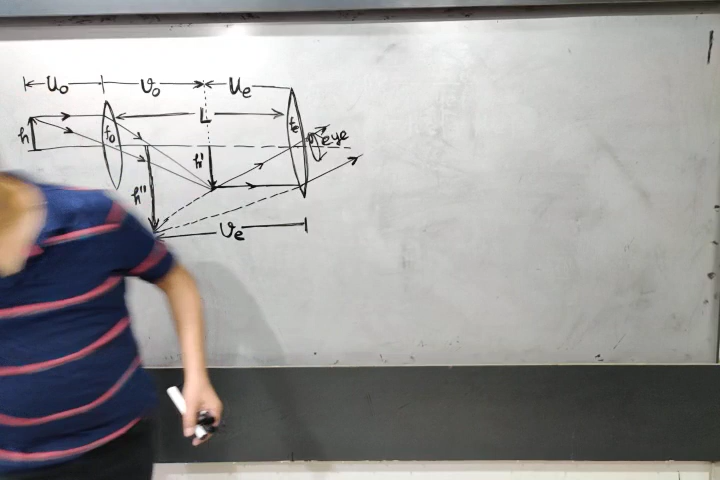 u₀ v₀ uₑ
L
h f₀ fₑ eye
h'
h''
vₑ